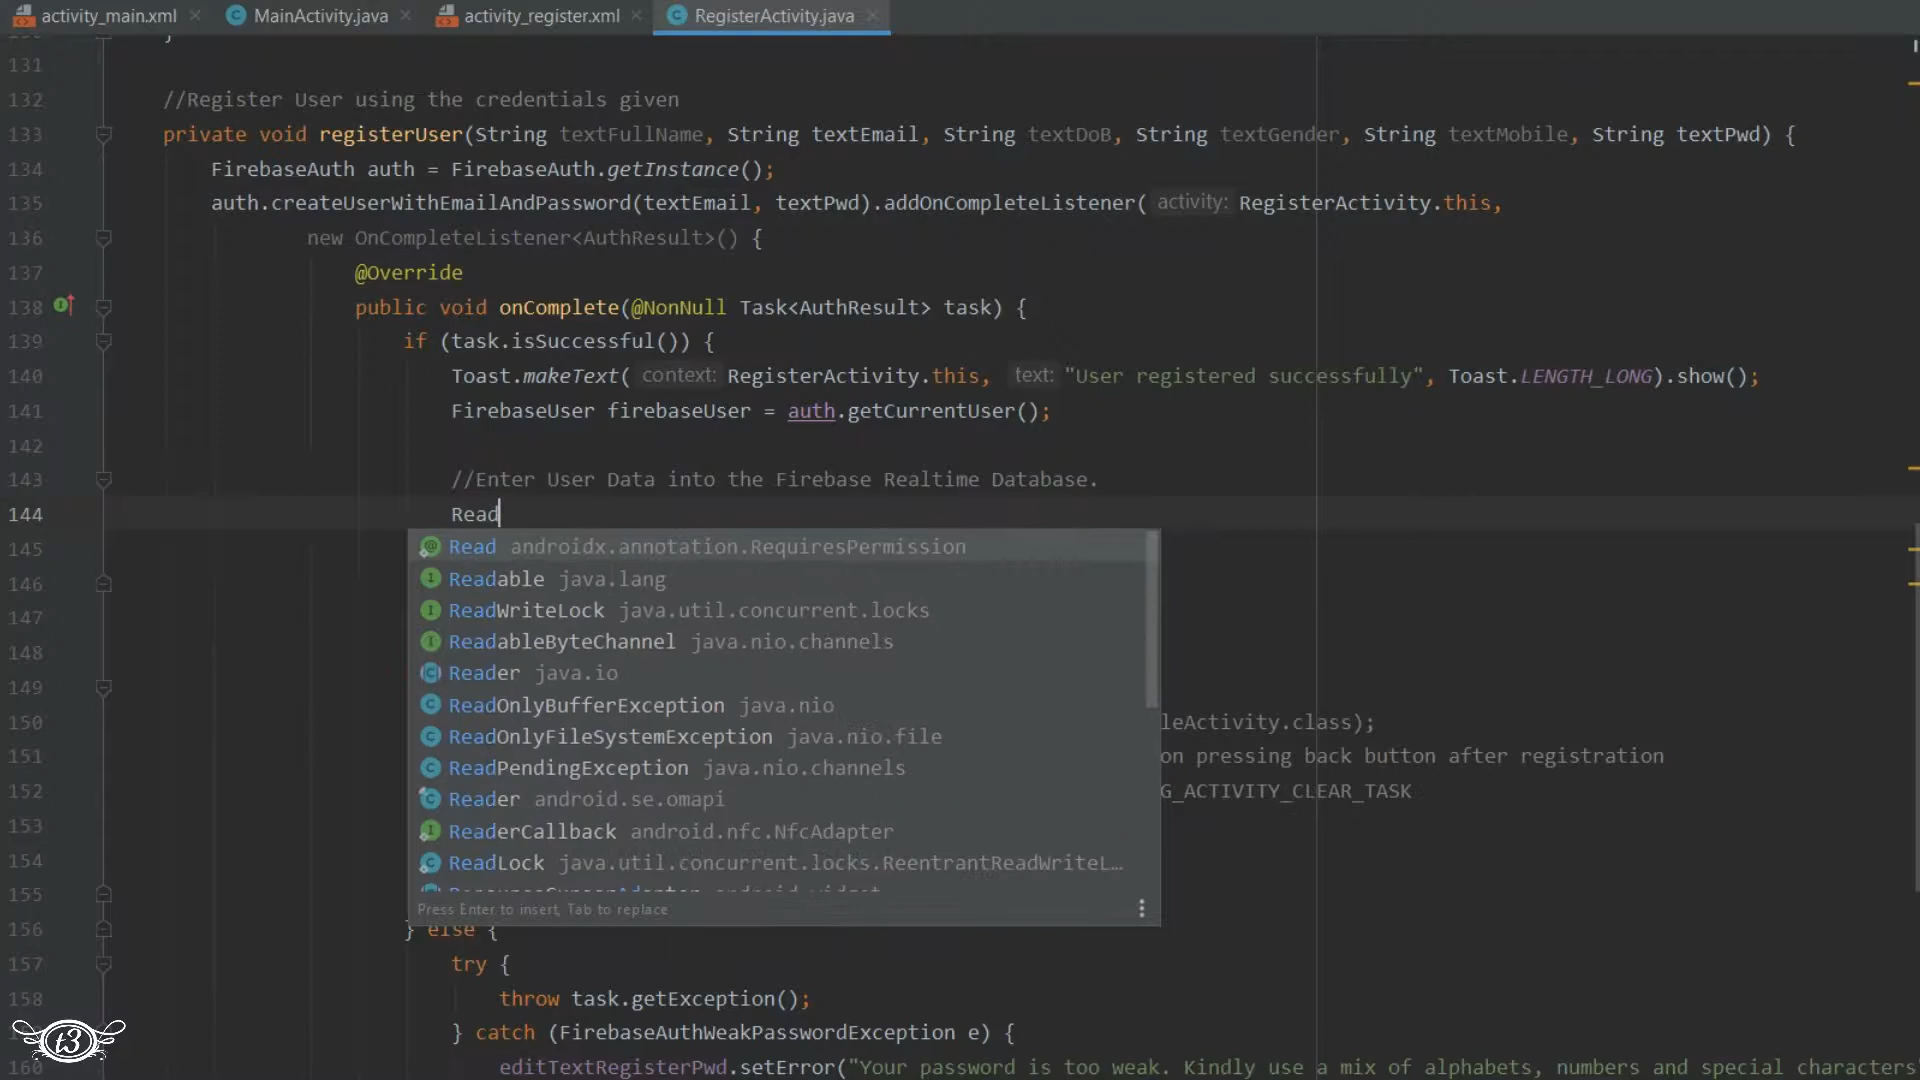 activity_main.xml MainActivity.java activity_register.xml RegisterActivity.java
131
132 //Register User using the credentials given
133 private void registerUser(String textFullName, String textEmail, String textDoB, String textGender, String textMobile, String textPwd) {
134 FirebaseAuth auth = FirebaseAuth.getInstance();
135 auth.createUserWithEmailAndPassword(textEmail, textPwd).addOnCompleteListener( activity: RegisterActivity.this,
136 new OnCompleteListener<AuthResult>() {
137 @Override
138 public void onComplete(@NonNull Task<AuthResult> task) {
139 if (task.isSuccessful()) {
140 Toast.makeText( context: RegisterActivity.this, text: "User registered successfully", Toast.LENGTH_LONG).show();
141 FirebaseUser firebaseUser = auth.getCurrentUser();
142
143 //Enter User Data into the Firebase Realtime Database.
144 Read
145 Read androidx.annotation.RequiresPermission
146 Readable java.lang
147 ReadWriteLock java.util.concurrent.locks
148 ReadableByteChannel java.nio.channels
149 Reader java.io
150 ReadOnlyBufferException java.nio leActivity.class);
151 ReadOnlyFileSystemException java.nio.file on pressing back button after registration
152 ReadPendingException java.nio.channels G_ACTIVITY_CLEAR_TASK
153 Reader android.se.omapi
ReaderCallback android.nfc.NfcAdapter
154 ReadLock java.util.concurrent.locks.ReentrantReadWriteL...
155
Press Enter to insert, Tab to replace
156 } else {
157 try {
158 throw task.getException();
} catch (FirebaseAuthWeakPasswordException e) {
160 editTextRegisterPwd.setError("Your password is too weak. Kindly use a mix of alphabets, numbers and special characters
t3